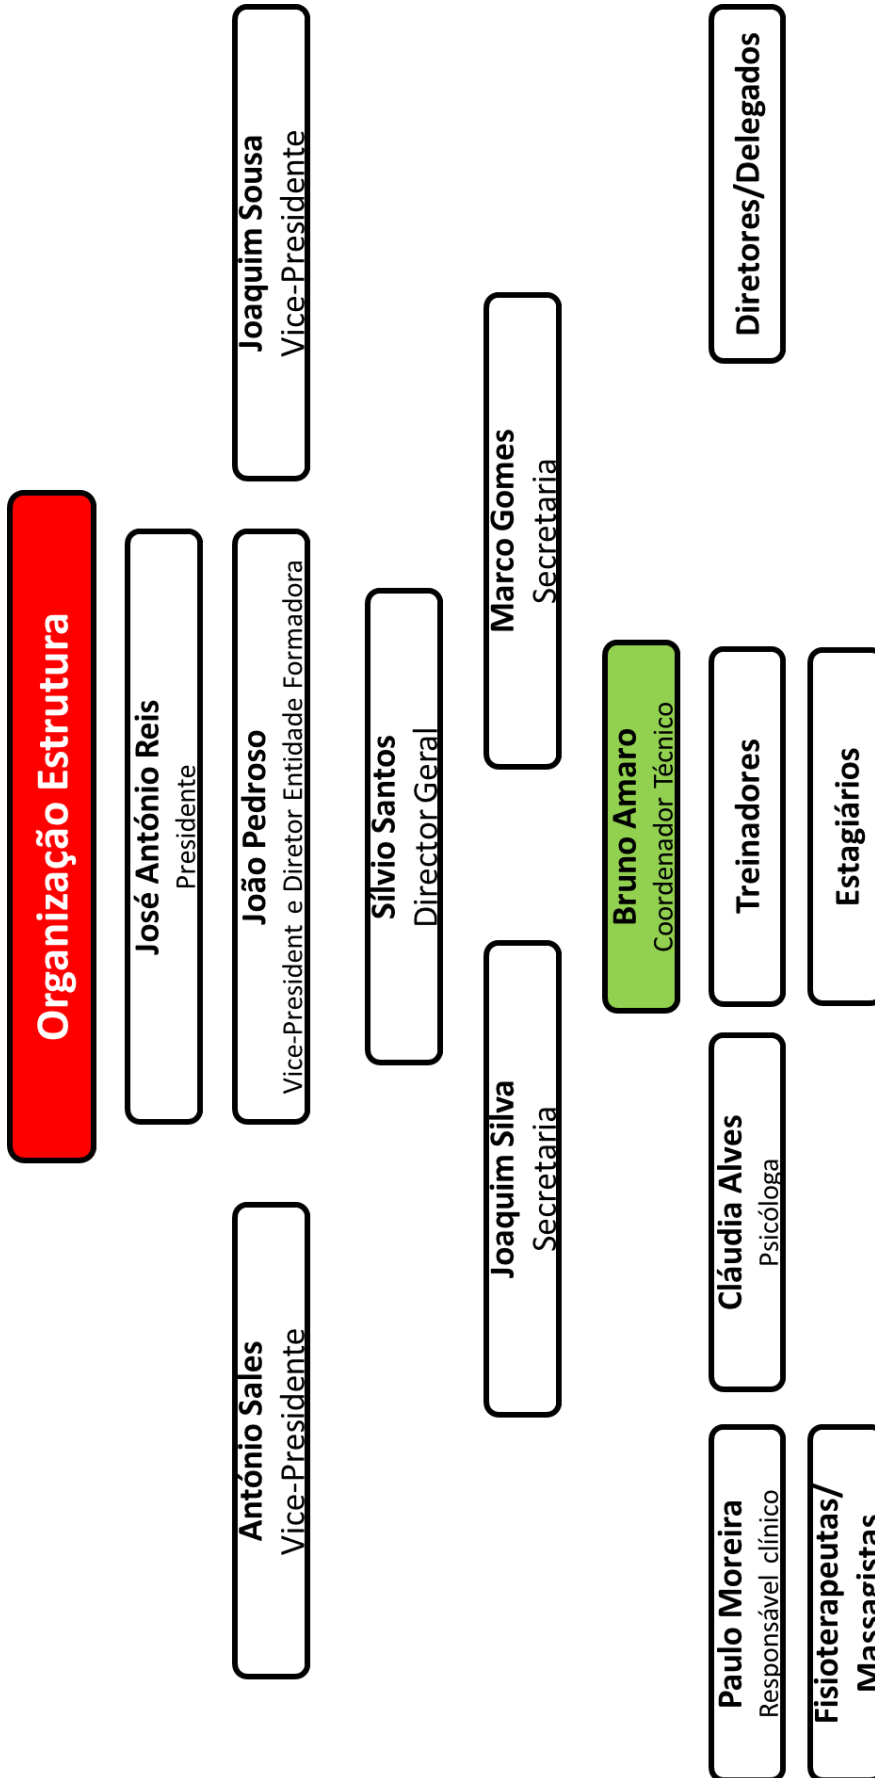 Organização Estrutura
José António Reis
Presidente
António Sales
Vice-Presidente
João Pedroso
Vice-President e Diretor Entidade Formadora
Joaquim Sousa
Vice-Presidente
Sílvio Santos
Director Geral
Joaquim Silva
Secretaria
Marco Gomes
Secretaria
Bruno Amaro
Coordenador Técnico
Paulo Moreira
Responsável clínico
Cláudia Alves
Psicóloga
Treinadores
Diretores/Delegados
Fisioterapeutas/
Massagistas
Estagiários